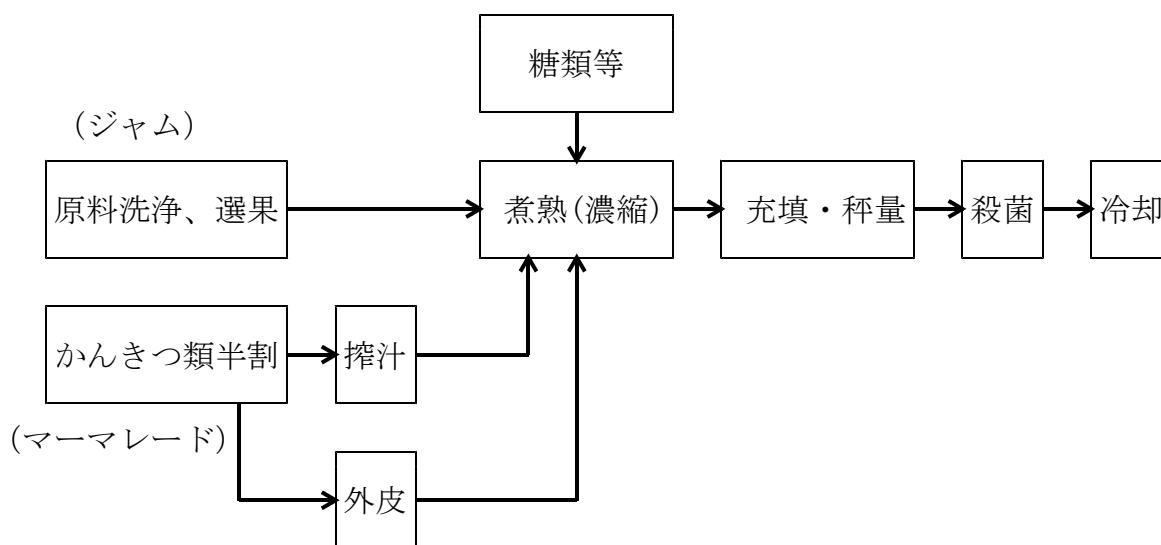 糖類等
(ジャム)
原料洗浄、選果
煮熟(濃縮)
充填・秤量
殺菌
冷却
かんきつ類半割
搾汁
(マーマレード)
外皮